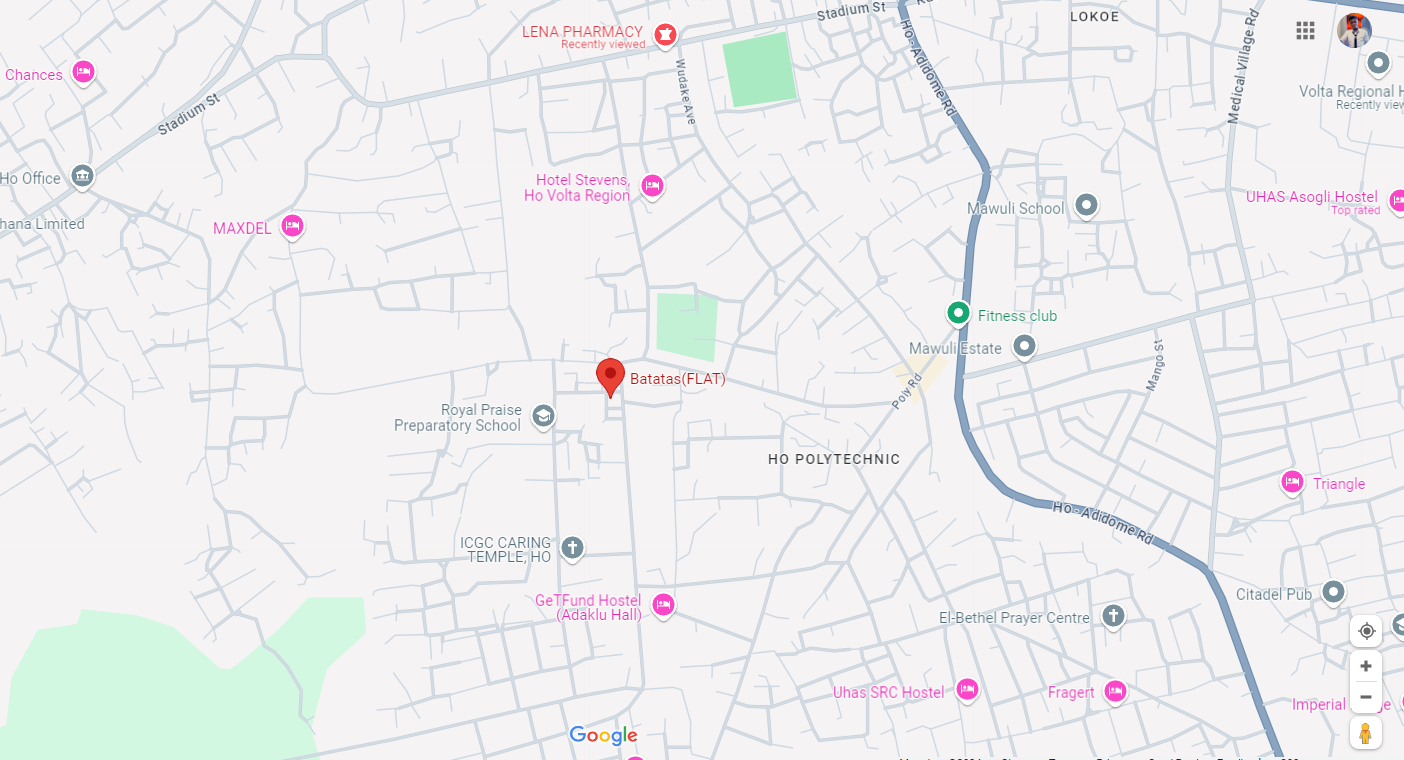 Stadium St
LOKOE
LENA PHARMACY
Recently viewed
Ho - Adidome Rd
Medical Village Rd
Chances
Wudake Ave
Volta Regional H
Recently view
Stadium St
Ho Office
Hotel Stevens,
Ho Volta Region
UHAS Asogli Hostel
Top rated
Mawuli School
hana Limited
MAXDEL
Fitness club
Mawuli Estate
Mango St
Batatas(FLAT)
Poly Rd
Royal Praise
Preparatory School
HO POLYTECHNIC
Triangle
Ho - Adidome Rd
ICGC CARING
TEMPLE, HO
GeTFund Hostel
(Adaklu Hall)
Citadel Pub
El-Bethel Prayer Centre
Uhas SRC Hostel
Fragert
Imperial
ge
Google